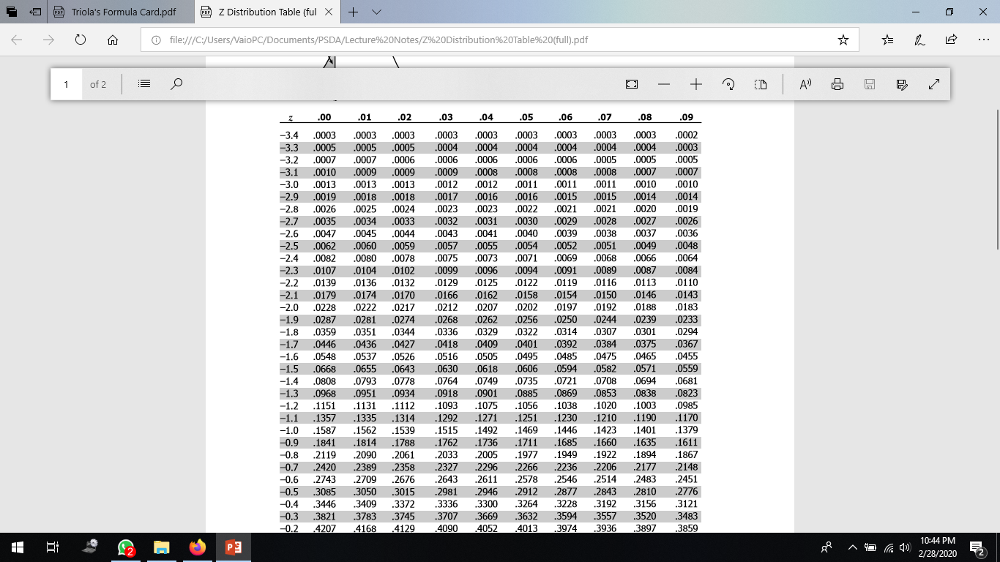 Triola's Formula Card.pdf
Z Distribution Table (ful
file:///C:/Users/VaioPC/Documents/PSDA/Lecture%20Notes/Z%20Distribution%20Table%20(full).pdf
1 of 2
z .00 .01 .02 .03 .04 .05 .06 .07 .08 .09
−3.4 .0003 .0003 .0003 .0003 .0003 .0003 .0003 .0003 .0003 .0002
−3.3 .0005 .0005 .0005 .0004 .0004 .0004 .0004 .0004 .0004 .0003
−3.2 .0007 .0007 .0006 .0006 .0006 .0006 .0006 .0005 .0005 .0005
−3.1 .0010 .0009 .0009 .0009 .0008 .0008 .0008 .0008 .0007 .0007
−3.0 .0013 .0013 .0013 .0012 .0012 .0011 .0011 .0011 .0010 .0010
−2.9 .0019 .0018 .0018 .0017 .0016 .0016 .0015 .0015 .0014 .0014
−2.8 .0026 .0025 .0024 .0023 .0023 .0022 .0021 .0021 .0020 .0019
−2.7 .0035 .0034 .0033 .0032 .0031 .0030 .0029 .0028 .0027 .0026
−2.6 .0047 .0045 .0044 .0043 .0041 .0040 .0039 .0038 .0037 .0036
−2.5 .0062 .0060 .0059 .0057 .0055 .0054 .0052 .0051 .0049 .0048
−2.4 .0082 .0080 .0078 .0075 .0073 .0071 .0069 .0068 .0066 .0064
−2.3 .0107 .0104 .0102 .0099 .0096 .0094 .0091 .0089 .0087 .0084
−2.2 .0139 .0136 .0132 .0129 .0125 .0122 .0119 .0116 .0113 .0110
−2.1 .0179 .0174 .0170 .0166 .0162 .0158 .0154 .0150 .0146 .0143
−2.0 .0228 .0222 .0217 .0212 .0207 .0202 .0197 .0192 .0188 .0183
−1.9 .0287 .0281 .0274 .0268 .0262 .0256 .0250 .0244 .0239 .0233
−1.8 .0359 .0351 .0344 .0336 .0329 .0322 .0314 .0307 .0301 .0294
−1.7 .0446 .0436 .0427 .0418 .0409 .0401 .0392 .0384 .0375 .0367
−1.6 .0548 .0537 .0526 .0516 .0505 .0495 .0485 .0475 .0465 .0455
−1.5 .0668 .0655 .0643 .0630 .0618 .0606 .0594 .0582 .0571 .0559
−1.4 .0808 .0793 .0778 .0764 .0749 .0735 .0721 .0708 .0694 .0681
−1.3 .0968 .0951 .0934 .0918 .0901 .0885 .0869 .0853 .0838 .0823
−1.2 .1151 .1131 .1112 .1093 .1075 .1056 .1038 .1020 .1003 .0985
−1.1 .1357 .1335 .1314 .1292 .1271 .1251 .1230 .1210 .1190 .1170
−1.0 .1587 .1562 .1539 .1515 .1492 .1469 .1446 .1423 .1401 .1379
−0.9 .1841 .1814 .1788 .1762 .1736 .1711 .1685 .1660 .1635 .1611
−0.8 .2119 .2090 .2061 .2033 .2005 .1977 .1949 .1922 .1894 .1867
−0.7 .2420 .2389 .2358 .2327 .2296 .2266 .2236 .2206 .2177 .2148
−0.6 .2743 .2709 .2676 .2643 .2611 .2578 .2546 .2514 .2483 .2451
−0.5 .3085 .3050 .3015 .2981 .2946 .2912 .2877 .2843 .2810 .2776
−0.4 .3446 .3409 .3372 .3336 .3300 .3264 .3228 .3192 .3156 .3121
−0.3 .3821 .3783 .3745 .3707 .3669 .3632 .3594 .3557 .3520 .3483
−0.2 .4207 .4168 .4129 .4090 .4052 .4013 .3974 .3936 .3897 .3859
2
10:44 PM
2/28/2020
2